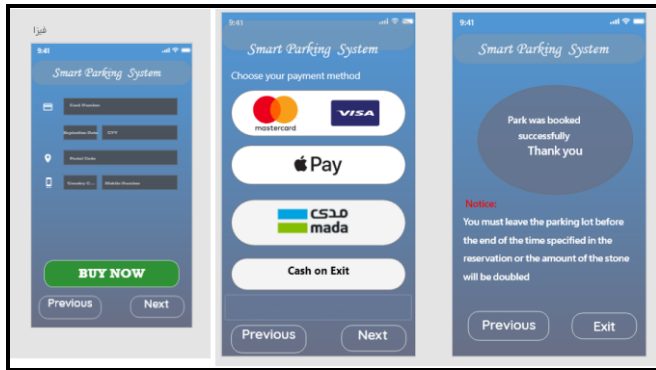 فيزا
9:41
Smart Parking System
Card Number
Expiration Date CVV
Postal Code
Country C... Mobile Number
BUY NOW
Previous Next
9:41
Smart Parking System
Choose your payment method
mastercard VISA
Pay
مدى
mada
Cash on Exit
Previous Next
9:41
Smart Parking System
Park was booked
successfully
Thank you
Notice:
You must leave the parking lot before
the end of the time specified in the
reservation or the amount of the stone
will be doubled
Previous Exit